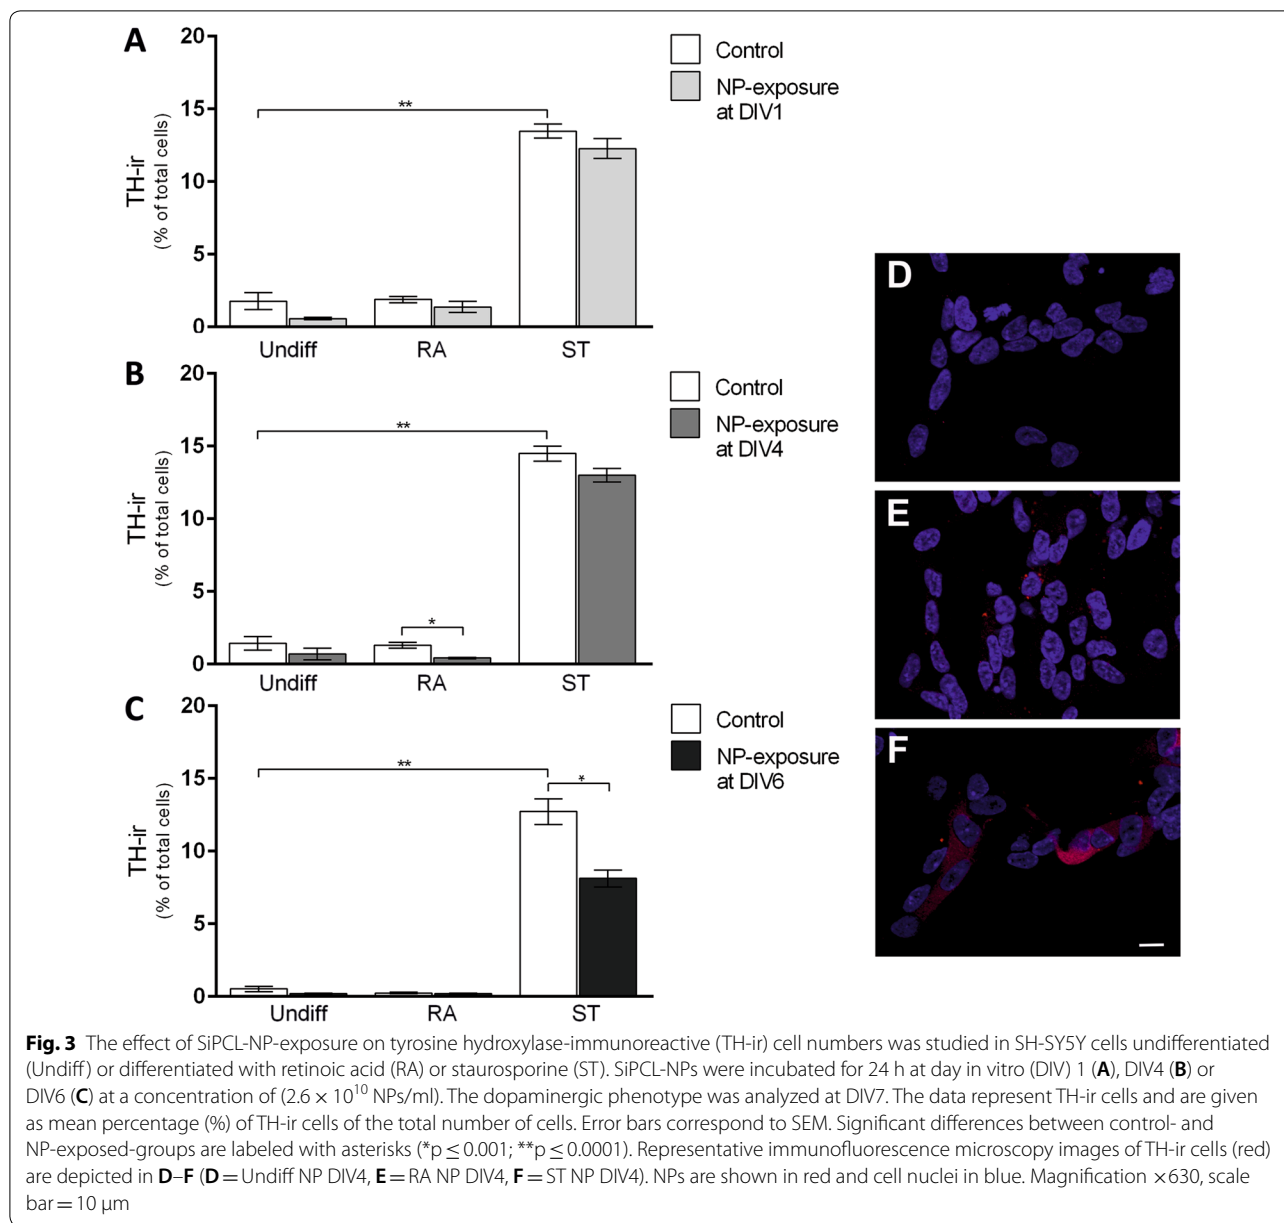 A
20
15
10
5
0
TH-ir
(% of total cells)
**
Undiff RA ST
Control
NP-exposure
at DIV1
B
20
15
10
5
0
TH-ir
(% of total cells)
**
*
Undiff RA ST
Control
NP-exposure
at DIV4
C
20
15
10
5
0
TH-ir
(% of total cells)
**
*
Undiff RA ST
Control
NP-exposure
at DIV6
D
E
F
Fig. 3 The effect of SiPCL-NP-exposure on tyrosine hydroxylase-immunoreactive (TH-ir) cell numbers was studied in SH-SY5Y cells undifferentiated
(Undiff) or differentiated with retinoic acid (RA) or staurosporine (ST). SiPCL-NPs were incubated for 24 h at day in vitro (DIV) 1 (A), DIV4 (B) or
DIV6 (C) at a concentration of (2.6 × 10¹⁰ NPs/ml). The dopaminergic phenotype was analyzed at DIV7. The data represent TH-ir cells and are given
as mean percentage (%) of TH-ir cells of the total number of cells. Error bars correspond to SEM. Significant differences between control- and
NP-exposed-groups are labeled with asterisks (*p ≤ 0.001; **p ≤ 0.0001). Representative immunofluorescence microscopy images of TH-ir cells (red)
are depicted in D–F (D = Undiff NP DIV4, E = RA NP DIV4, F = ST NP DIV4). NPs are shown in red and cell nuclei in blue. Magnification ×630, scale
bar = 10 µm